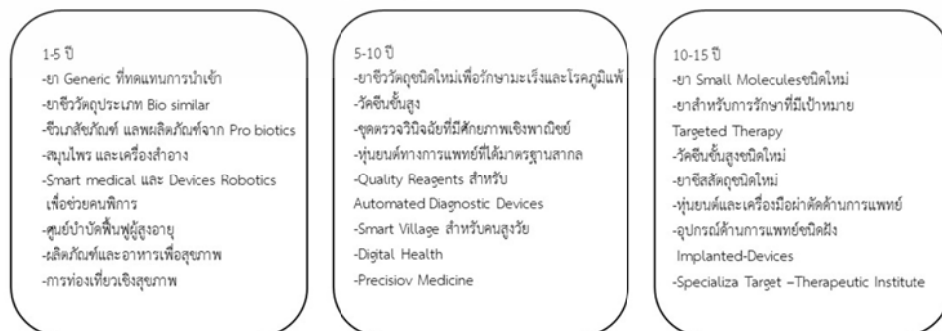 1-5 ปี
-ยา Generic ที่ทดแทนการนำเข้า
-ยาชีววัตถุประเภท Bio similar
-ชีวเภสัชภัณฑ์ แลพผลิตภัณฑ์จาก Pro biotics
-สมุนไพร และเครื่องสำอาง
-Smart medical และ Devices Robotics
เพื่อช่วยคนพิการ
-ศูนย์บำบัดฟื้นฟูผู้สูงอายุ
-ผลิตภัณฑ์และอาหารเพื่อสุขภาพ
-การท่องเที่ยวเชิงสุขภาพ
5-10 ปี
-ยาชีววัตถุชนิดใหม่เพื่อรักษามะเร็งและโรคภูมิแพ้
-วัคซีนขั้นสูง
-ชุดตรวจวินิจฉัยที่มีศักยภาพเชิงพาณิชย์
-หุ่นยนต์ทางการแพทย์ที่ได้มาตรฐานสากล
-Quality Reagents สำหรับ
Automated Diagnostic Devices
-Smart Village สำหรับคนสูงวัย
-Digital Health
-Precisiov Medicine
10-15 ปี
-ยา Small Moleculesชนิดใหม่
-ยาสำหรับการรักษาที่มีเป้าหมาย
Targeted Therapy
-วัคซีนขั้นสูงชนิดใหม่
-ยาชีสสัตถุชนิดใหม่
-หุ่นยนต์และเครื่องมือผ่าตัดด้านการแพทย์
-อุปกรณ์ด้านการแพทย์ชนิดฝัง
Implanted-Devices
-Specializa Target –Therapeutic Institute